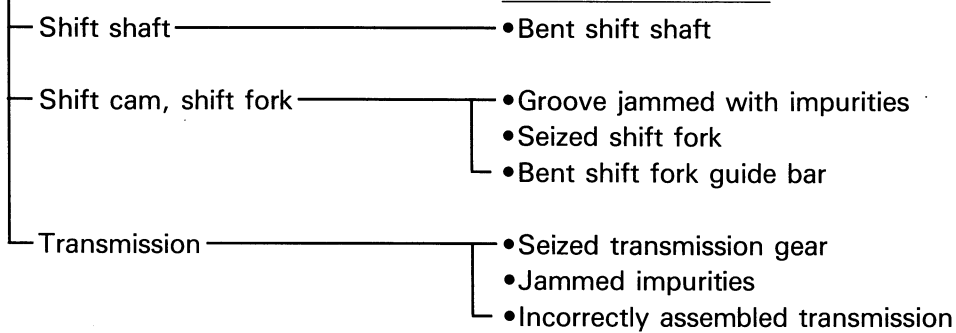 Shift shaft •Bent shift shaft
Shift cam, shift fork •Groove jammed with impurities
•Seized shift fork
•Bent shift fork guide bar
Transmission •Seized transmission gear
•Jammed impurities
•Incorrectly assembled transmission